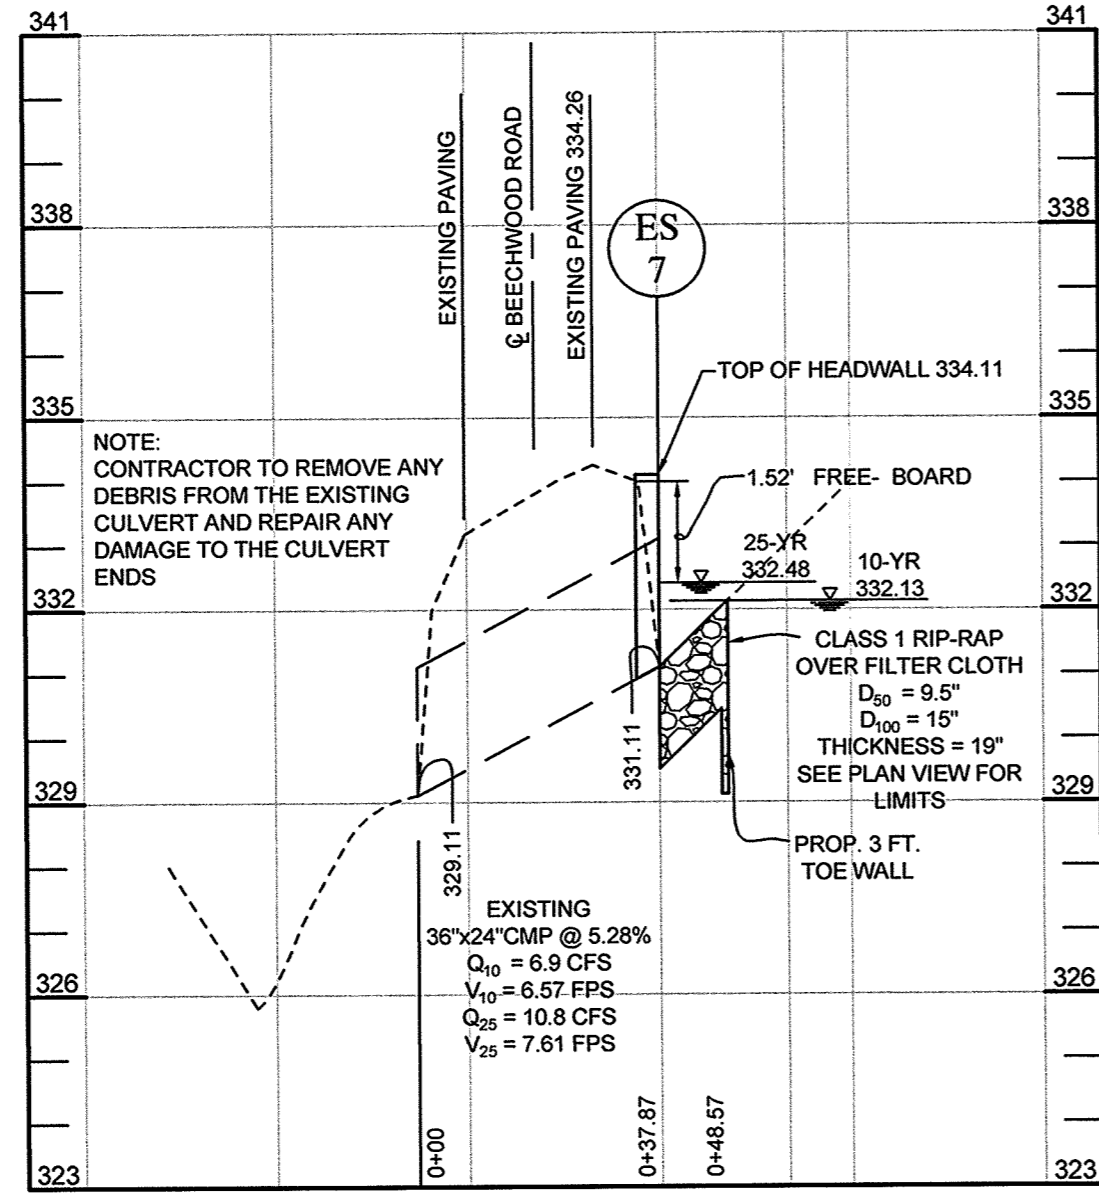 341
341
EXISTING PAVING
℄ BEECHWOOD ROAD
EXISTING PAVING 334.26
338
338
ES
7
TOP OF HEADWALL 334.11
335
335
NOTE:
CONTRACTOR TO REMOVE ANY
DEBRIS FROM THE EXISTING
CULVERT AND REPAIR ANY
DAMAGE TO THE CULVERT
ENDS
1.52' FREE- BOARD
25-YR
332.48
10-YR
332.13
332
332
CLASS 1 RIP-RAP
OVER FILTER CLOTH
D50 = 9.5"
D100 = 15"
THICKNESS = 19"
SEE PLAN VIEW FOR
LIMITS
331.11
329
329
329.11
PROP. 3 FT.
TOE WALL
EXISTING
36"x24"CMP @ 5.28%
Q10 = 6.9 CFS
V10 = 6.57 FPS
Q25 = 10.8 CFS
V25 = 7.61 FPS
326
326
0+00
0+37.87
0+48.57
323
323